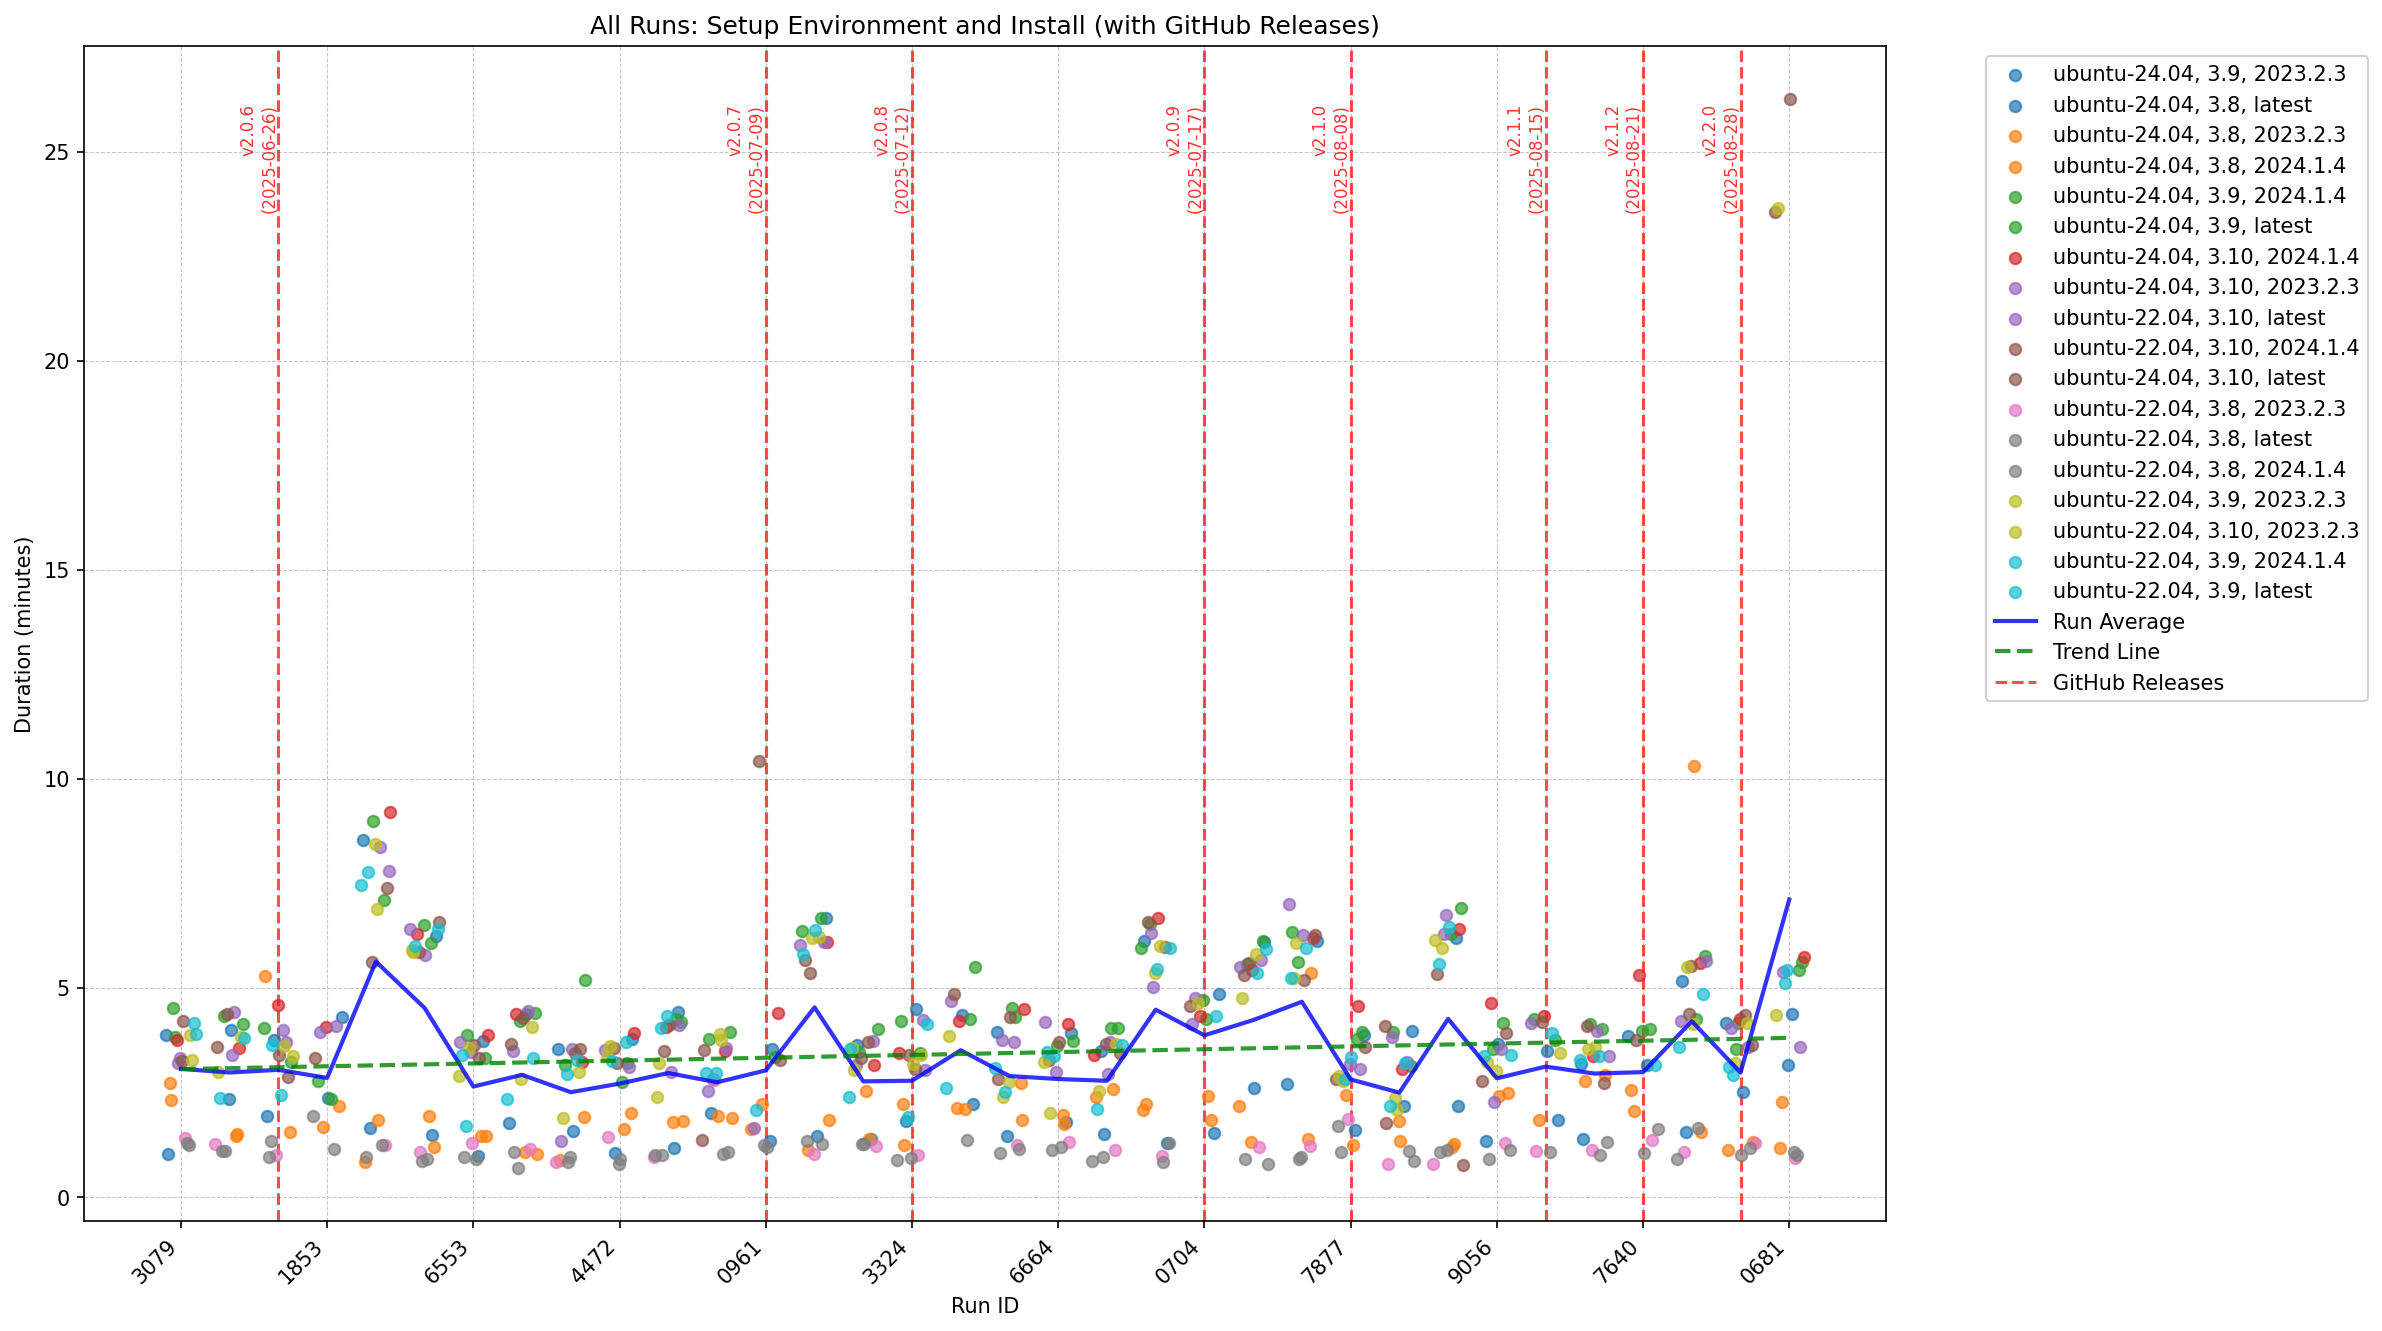 All Runs: Setup Environment and Install (with GitHub Releases)
Duration (minutes)
25
20
15
10
5
0
v2.0.6
(2025-06-26)
v2.0.7
(2025-07-09)
v2.0.8
(2025-07-12)
v2.0.9
(2025-07-17)
v2.1.0
(2025-08-08)
v2.1.1
(2025-08-15)
v2.1.2
(2025-08-21)
v2.2.0
(2025-08-28)
3079
1853
6553
4472
09961
3324
6664
0704
78877
9056
7640
0681
Run ID
ubuntu-24.04, 3.9, 2023.2.3
ubuntu-24.04, 3.8, latest
ubuntu-24.04, 3.8, 2023.2.3
ubuntu-24.04, 3.8, 2024.1.4
ubuntu-24.04, 3.9, 2024.1.4
ubuntu-24.04, 3.9, latest
ubuntu-24.04, 3.10, 2024.1.4
ubuntu-24.04, 3.10, 2023.2.3
ubuntu-22.04, 3.10, latest
ubuntu-22.04, 3.10, 2024.1.4
ubuntu-24.04, 3.10, latest
ubuntu-22.04, 3.8, 2023.2.3
ubuntu-22.04, 3.8, latest
ubuntu-22.04, 3.8, 2024.1.4
ubuntu-22.04, 3.9, 2023.2.3
ubuntu-22.04, 3.10, 2023.2.3
ubuntu-22.04, 3.9, 2024.1.4
ubuntu-22.04, 3.9, latest
Run Average
Trend Line
GitHub Releases